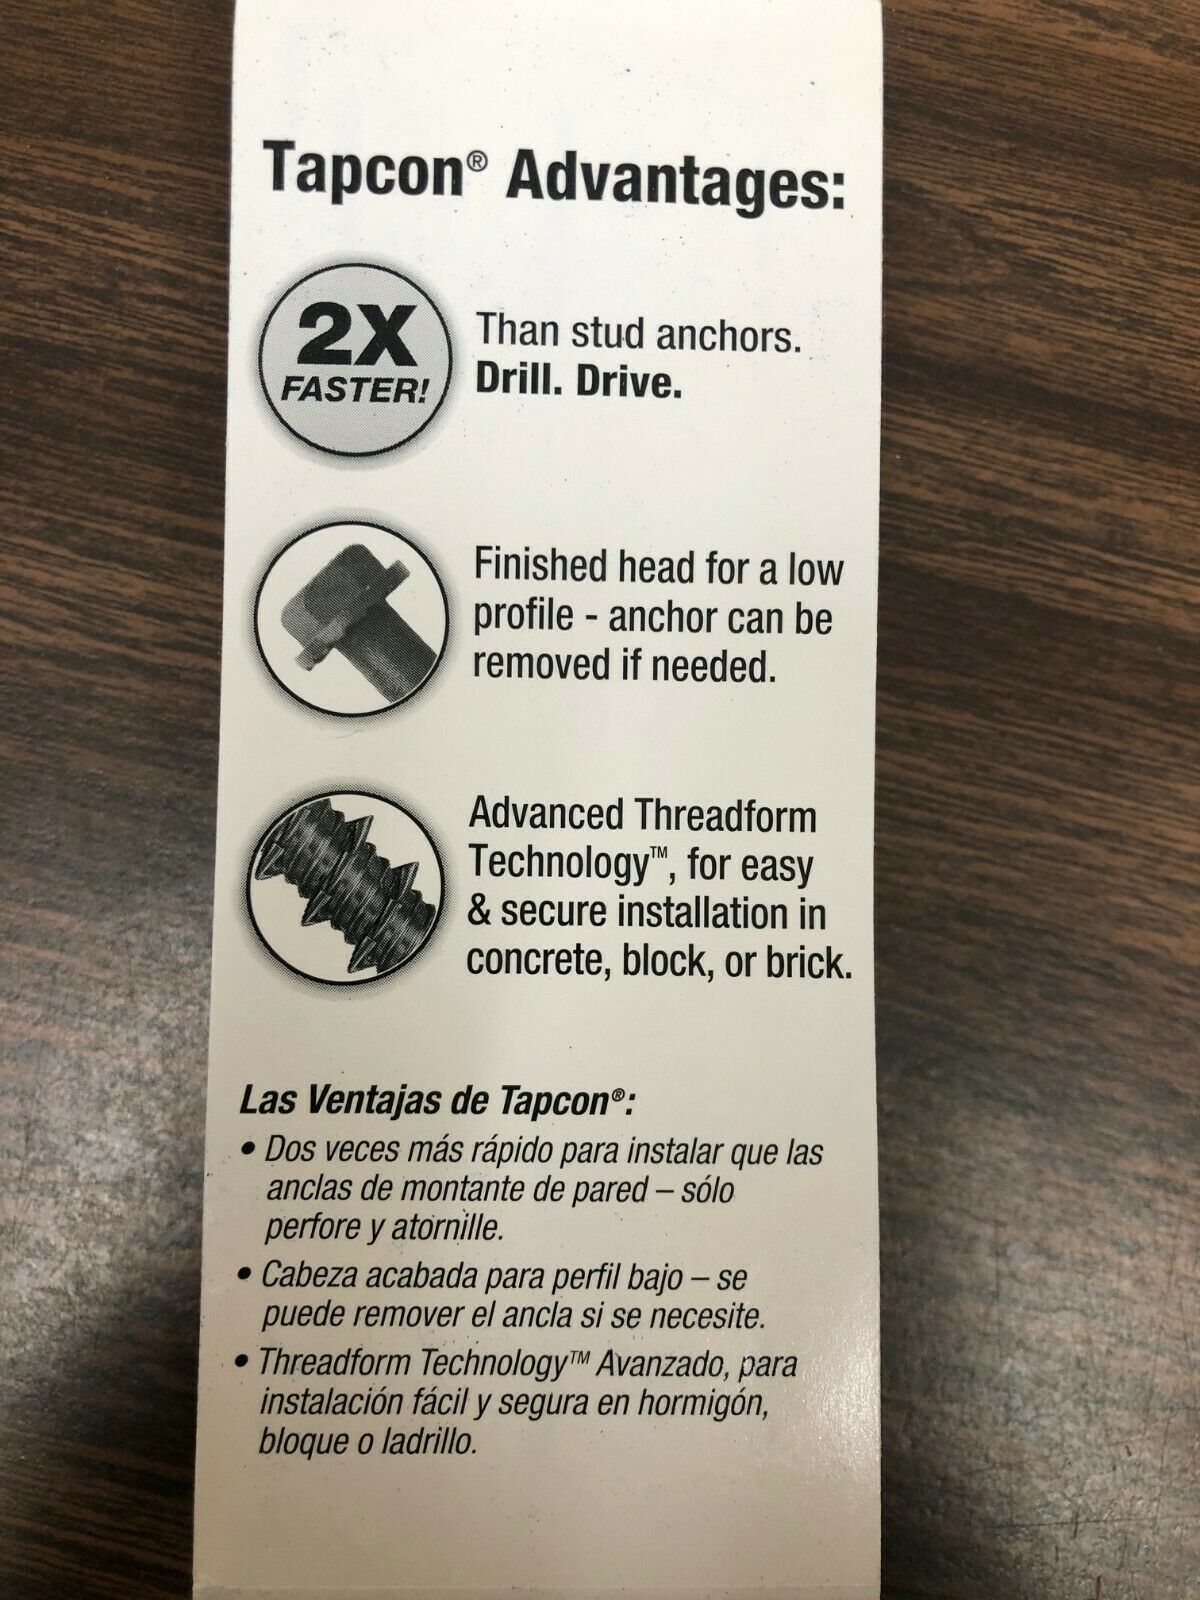 Tapcon® Advantages:
2X
FASTER!
Than stud anchors.
Drill. Drive.
Finished head for a low
profile - anchor can be
removed if needed.
Advanced Threadform
Technology™, for easy
& secure installation in
concrete, block, or brick.
Las Ventajas de Tapcon®:
• Dos veces más rápido para instalar que las
anclas de montante de pared – sólo
perfore y atornille.
• Cabeza acabada para perfil bajo – se
puede remover el ancla si se necesite.
• Threadform Technology™ Avanzado, para
instalación fácil y segura en hormigón,
bloque o ladrillo.